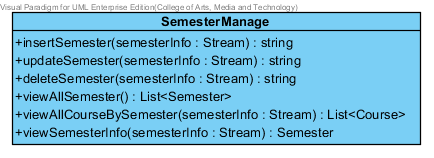 Visual Paradigm for UML Enterprise Edition(College of Arts, Media and Technology)
SemesterManage
+insertSemester(semesterInfo : Stream) : string
+updateSemester(semesterInfo : Stream) : string
+deleteSemester(semesterInfo : Stream) : string
+viewAllSemester() : List<Semester>
+viewAllCourseBySemester(semesterInfo : Stream) : List<Course>
+viewSemesterInfo(semesterInfo : Stream) : Semester